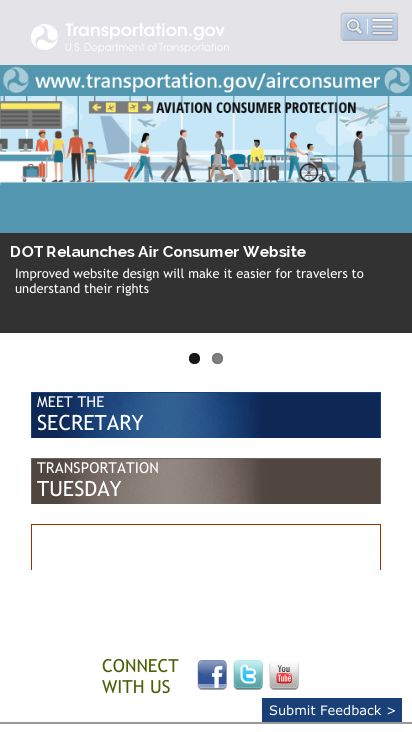 Transportation.gov
U.S. Department of Transportation
www.transportation.gov/airconsumer
AVIATION CONSUMER PROTECTION
DOT Relaunches Air Consumer Website
Improved website design will make it easier for travelers to
understand their rights
MEET THE
SECRETARY
TRANSPORTATION
TUESDAY
CONNECT
WITH US
f
t
You
Tube
Submit Feedback >